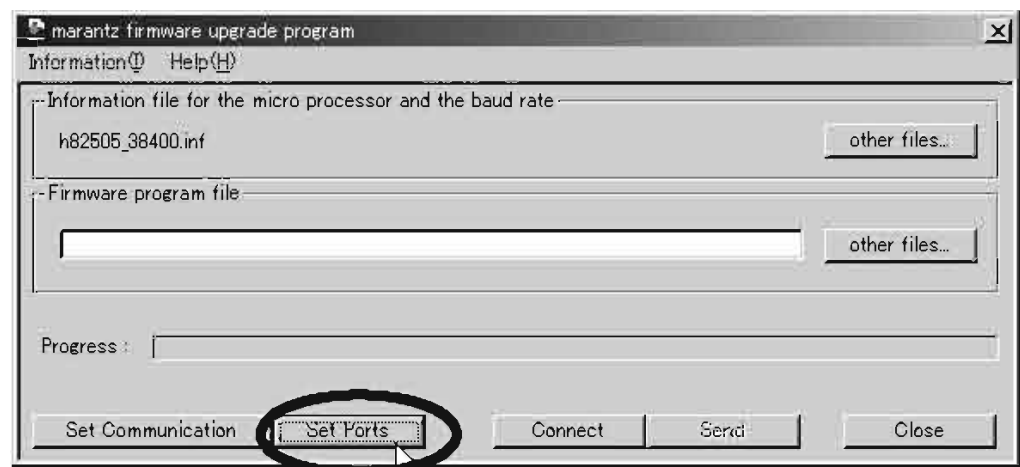 marantz firmware upgrade program
Information(I) Help(H)
Information file for the micro processor and the baud rate
h82505_38400.inf
other files...
Firmware program file
other files...
Progress :
Set Communication Set Ports Connect Send Close